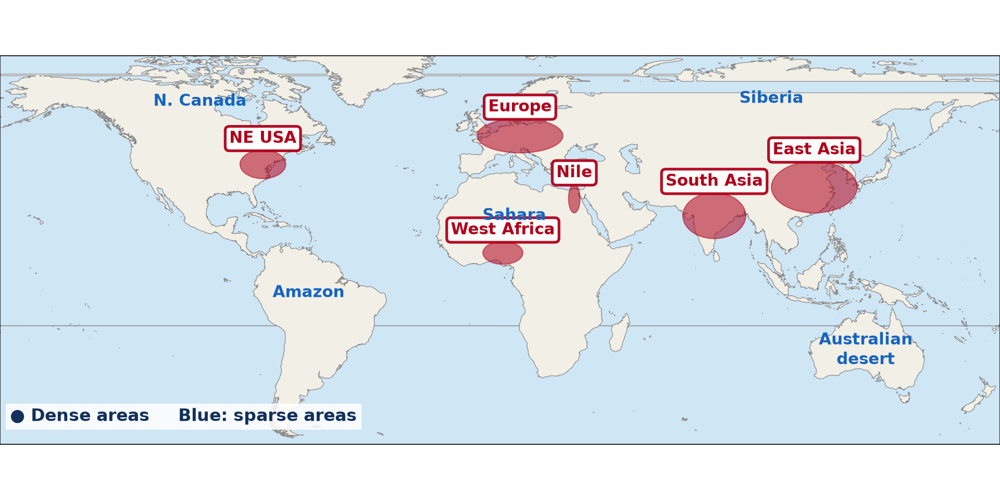 N. Canada
Siberia
Europe
NE USA
East Asia
Nile
South Asia
Sahara
West Africa
Amazon
Australian
desert
● Dense areas Blue: sparse areas